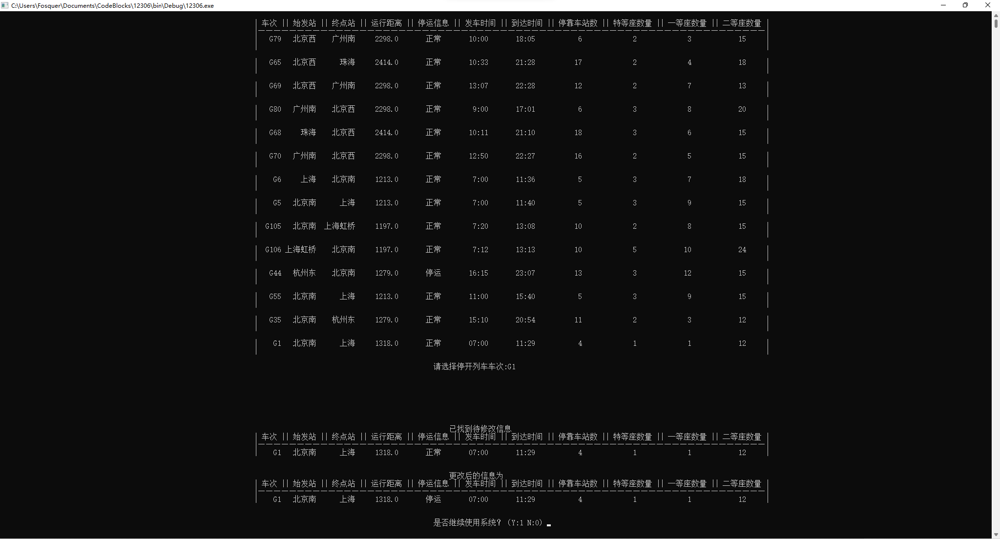 C:\Users\Fosquer\Documents\CodeBlocks\12306\bin\Debug\12306.exe
| 车次 || 始发站 || 终点站 || 运行距离 || 停运信息 || 发车时间 || 到达时间 || 停靠车站数 || 特等座数量 || 一等座数量 || 二等座数量 |
| G79 北京西 广州南 2298.0 正常 10:00 18:05 6 2 3 15 |
| G65 北京西 珠海 2414.0 正常 10:33 21:28 17 2 4 18 |
| G69 北京西 广州南 2298.0 正常 13:07 22:28 12 2 7 13 |
| G80 广州南 北京西 2298.0 正常 9:00 17:01 6 3 8 20 |
| G68 珠海 北京西 2414.0 正常 10:11 21:10 18 3 6 15 |
| G70 广州南 北京西 2298.0 正常 12:50 22:27 16 2 5 15 |
| G6 上海 北京南 1213.0 正常 7:00 11:36 5 3 7 18 |
| G5 北京南 上海 1213.0 正常 7:00 11:40 5 3 9 15 |
| G105 北京南 上海虹桥 1197.0 正常 7:20 13:08 10 2 8 15 |
| G106 上海虹桥 北京南 1197.0 正常 7:12 13:13 10 5 10 24 |
| G44 杭州东 北京南 1279.0 停运 16:15 23:07 13 3 12 15 |
| G55 北京南 上海 1213.0 正常 11:00 15:40 5 3 9 15 |
| G35 北京南 杭州东 1279.0 正常 15:10 20:54 11 2 3 12 |
| G1 北京南 上海 1318.0 正常 07:00 11:29 4 1 1 12 |
请选择停开列车车次:G1
已找到待修改信息
| 车次 || 始发站 || 终点站 || 运行距离 || 停运信息 || 发车时间 || 到达时间 || 停靠车站数 || 特等座数量 || 一等座数量 || 二等座数量 |
| G1 北京南 上海 1318.0 正常 07:00 11:29 4 1 1 12 |
更改后的信息为
| 车次 || 始发站 || 终点站 || 运行距离 || 停运信息 || 发车时间 || 到达时间 || 停靠车站数 || 特等座数量 || 一等座数量 || 二等座数量 |
| G1 北京南 上海 1318.0 停运 07:00 11:29 4 1 1 12 |
是否继续使用系统？（Y:1 N:0）